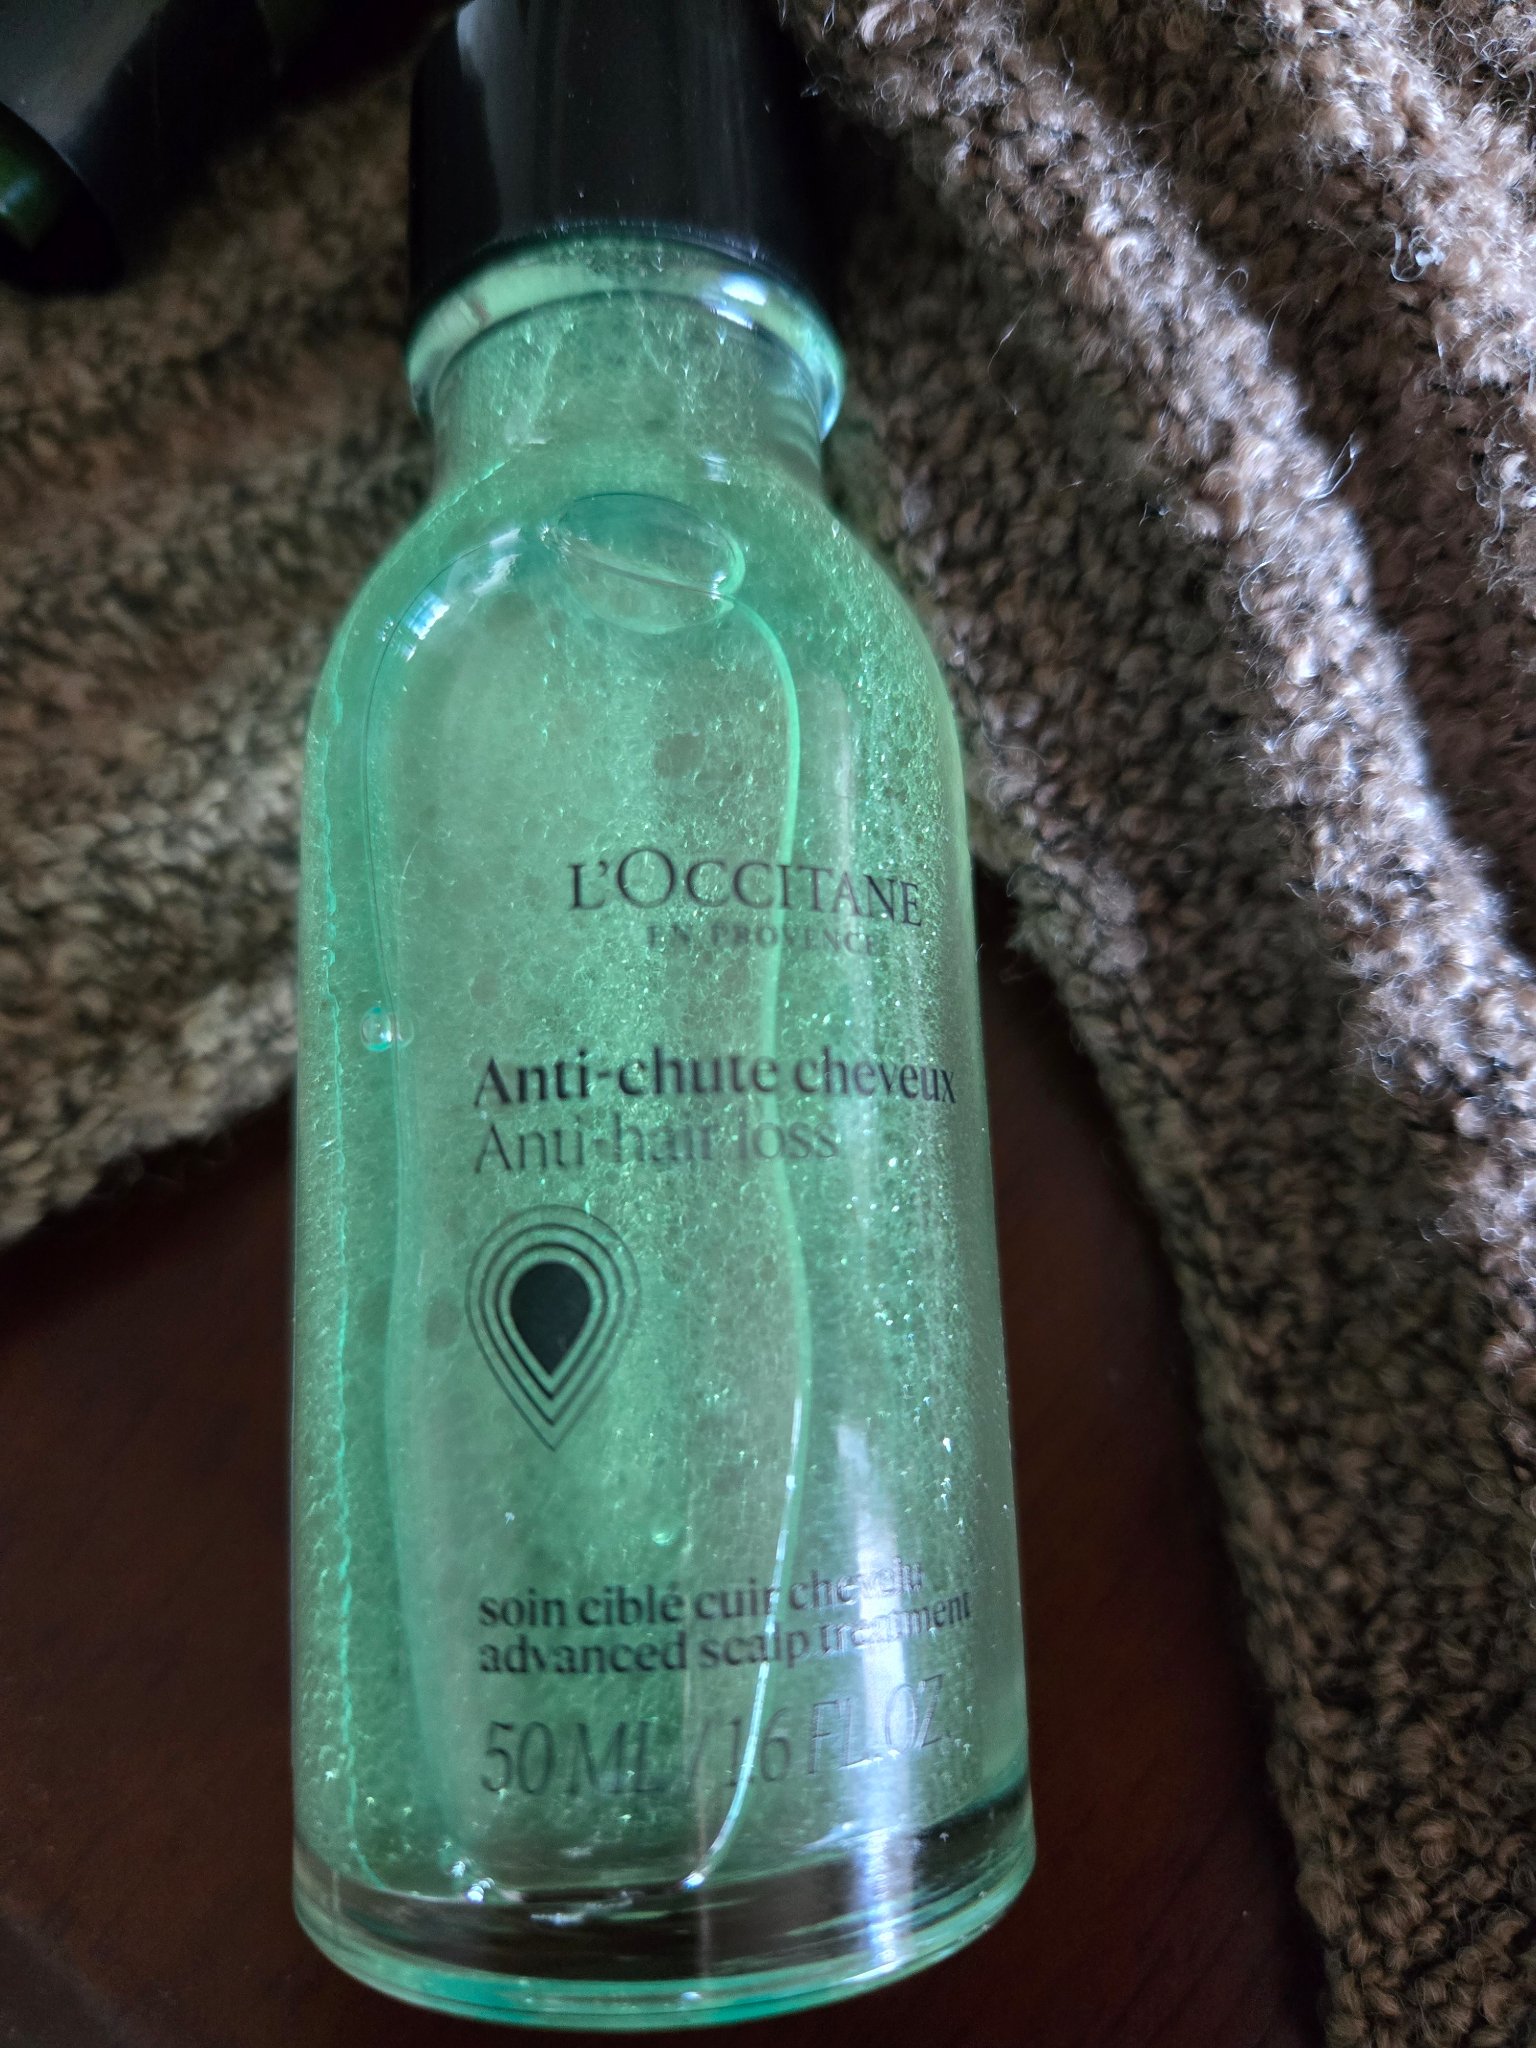 L'OCCITANE
EN PROVENCE
Anti-chute cheveux
Anti-hair loss
soin ciblé cuir chevelu
advanced scalp treatment
50 ML / 1.6 FL OZ